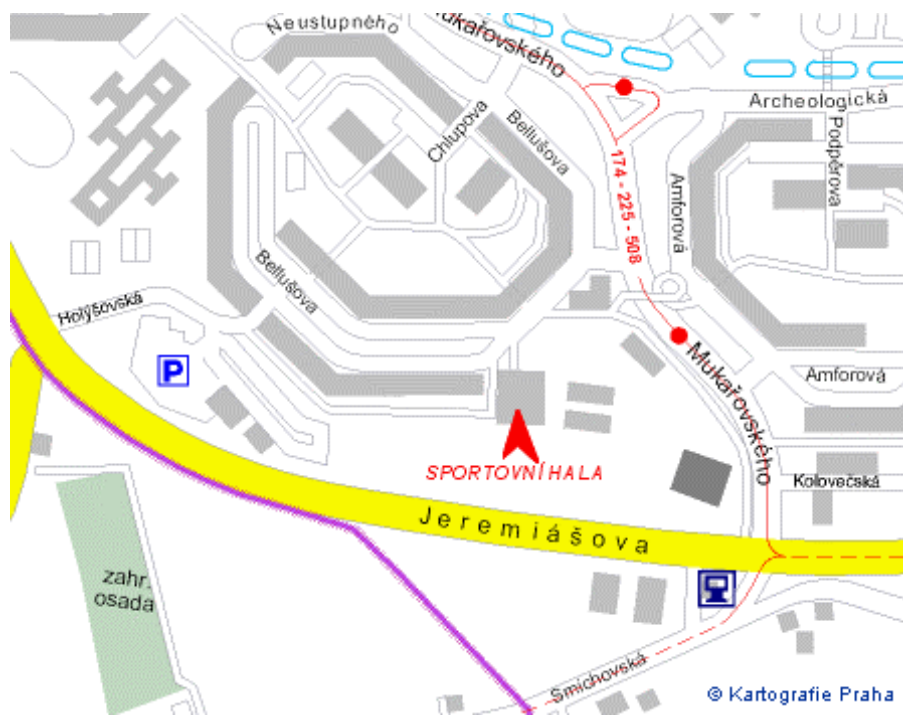 Neustupného
Mukařovského
Archeologická
Chlupova
Bellušova
Podpěrova
174 - 225 - 508
Amforová
Bellušova
Holýšovská
P
Mukařovského
Amforová
SPORTOVNÍ HALA
Kolovečská
Jeremiášova
zahr.
osada
Smíchovská
© Kartografie Praha